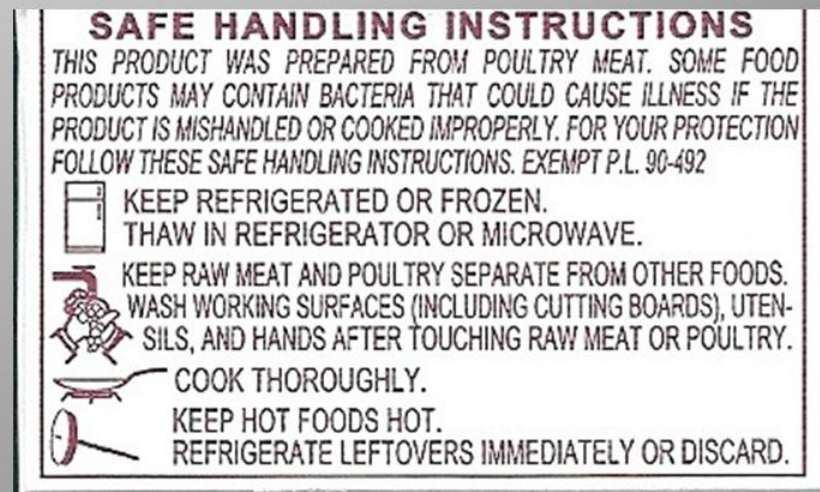 SAFE HANDLING INSTRUCTIONS
THIS PRODUCT WAS PREPARED FROM POULTRY MEAT. SOME FOOD
PRODUCTS MAY CONTAIN BACTERIA THAT COULD CAUSE ILLNESS IF THE
PRODUCT IS MISHANDLED OR COOKED IMPROPERLY. FOR YOUR PROTECTION
FOLLOW THESE SAFE HANDLING INSTRUCTIONS. EXEMPT P.L. 90-492
KEEP REFRIGERATED OR FROZEN.
THAW IN REFRIGERATOR OR MICROWAVE.
KEEP RAW MEAT AND POULTRY SEPARATE FROM OTHER FOODS.
WASH WORKING SURFACES (INCLUDING CUTTING BOARDS), UTEN-
SILS, AND HANDS AFTER TOUCHING RAW MEAT OR POULTRY.
COOK THOROUGHLY.
KEEP HOT FOODS HOT.
REFRIGERATE LEFTOVERS IMMEDIATELY OR DISCARD.